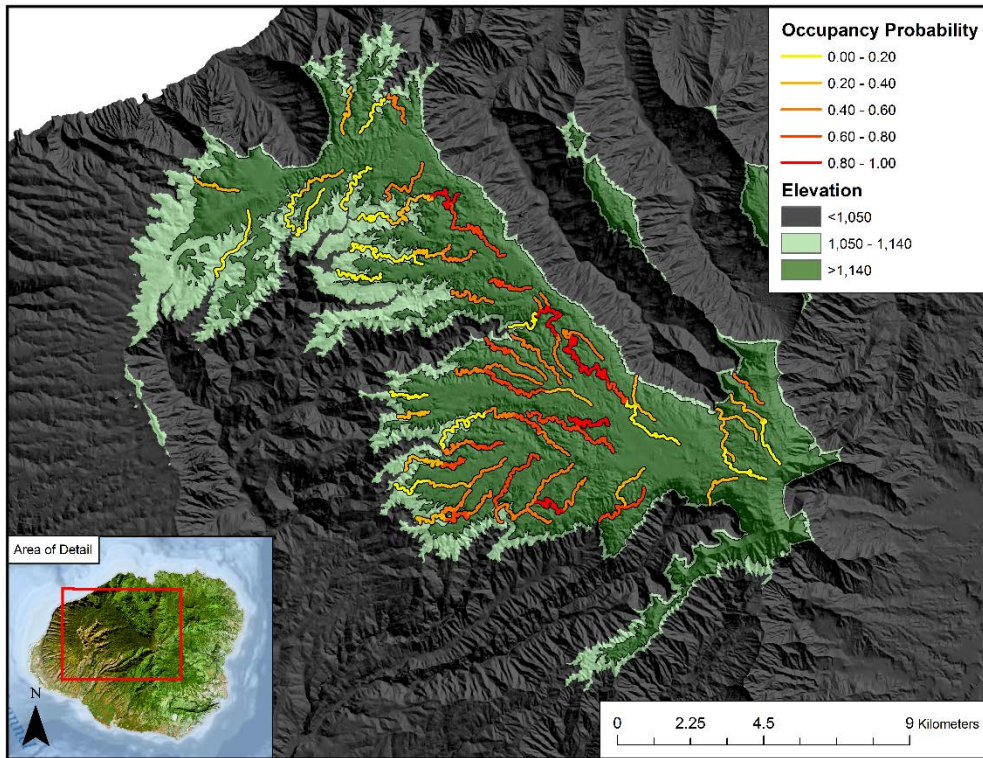 Occupancy Probability
0.00 - 0.20
0.20 - 0.40
0.40 - 0.60
0.60 - 0.80
0.80 - 1.00
Elevation
<1,050
1,050 - 1,140
>1,140
Area of Detail
N
0 2.25 4.5 9 Kilometers